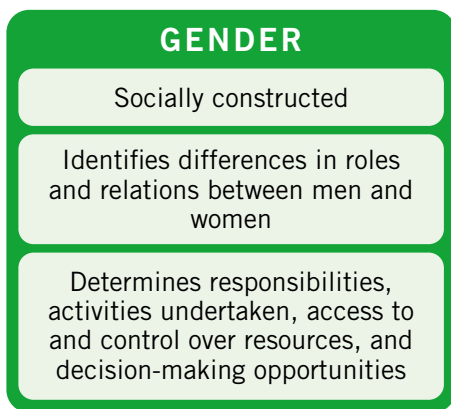 GENDER
Socially constructed
Identifies differences in roles
and relations between men and
women
Determines responsibilities,
activities undertaken, access to
and control over resources, and
decision-making opportunities